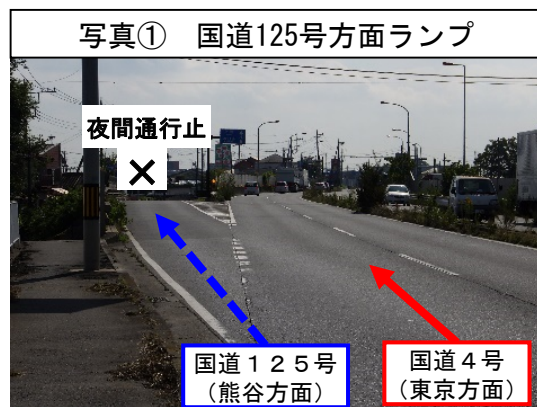 写真①　国道125号方面ランプ
夜間通行止
×
国道１２５号
（熊谷方面）
国道４号
（東京方面）